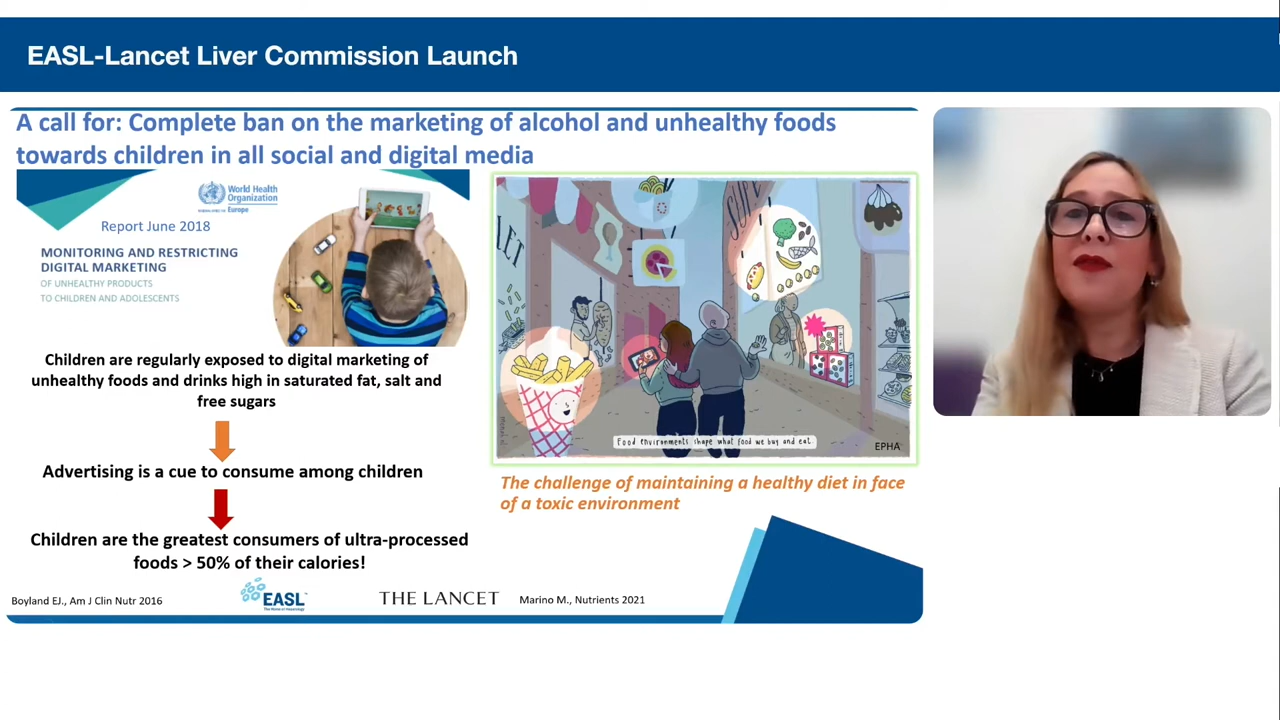 EASL-Lancet Liver Commission Launch
A call for: Complete ban on the marketing of alcohol and unhealthy foods
towards children in all social and digital media
World Health
Organization
Europe
Report June 2018
MONITORING AND RESTRICTING
DIGITAL MARKETING
OF UNHEALTHY PRODUCTS
TO CHILDREN AND ADOLESCENTS
Children are regularly exposed to digital marketing of
unhealthy foods and drinks high in saturated fat, salt and
free sugars
Advertising is a cue to consume among children
Children are the greatest consumers of ultra-processed
foods > 50% of their calories!
LET
Food environments shape what food we buy and eat.
EPHA
The challenge of maintaining a healthy diet in face
of a toxic environment
Boyland EJ., Am J Clin Nutr 2016
EASL
The Home of Hepatology
THE LANCET
Marino M., Nutrients 2021